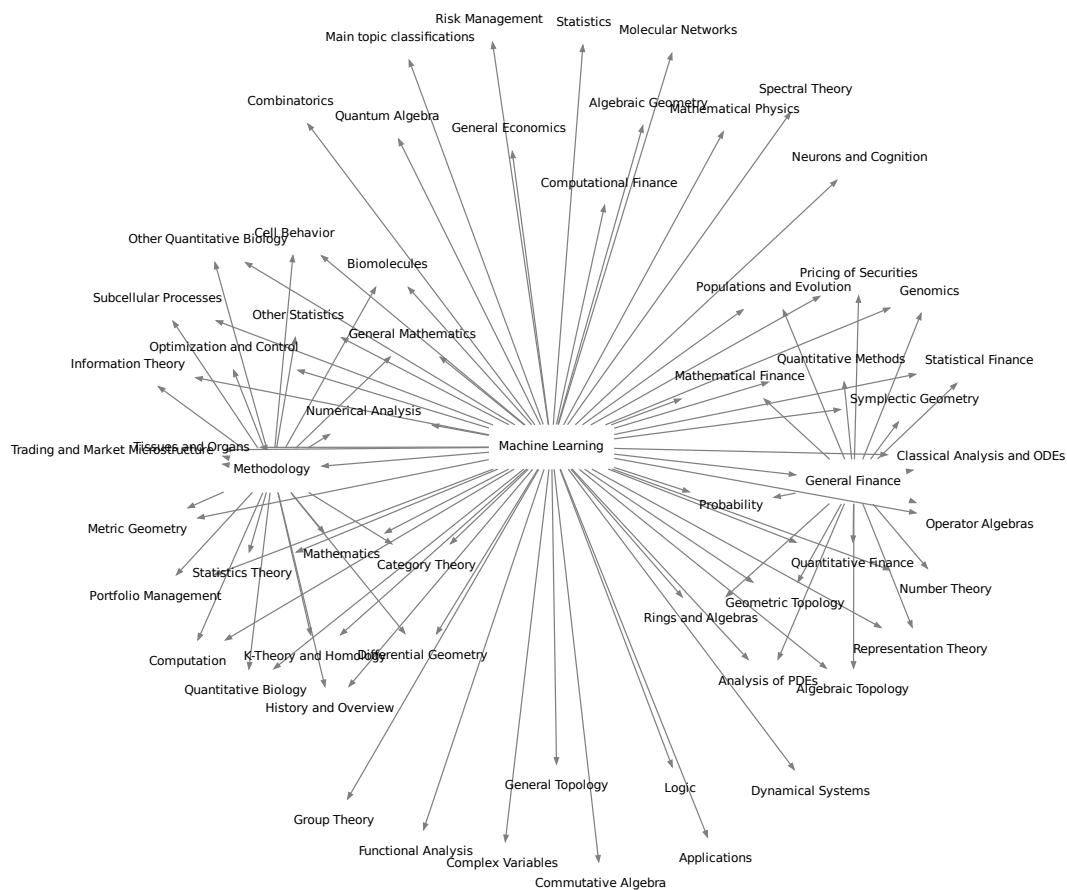 Risk Management
Statistics
Molecular Networks
Main topic classifications
Spectral Theory
Combinatorics
Algebraic Geometry
Mathematical Physics
Quantum Algebra
General Economics
Neurons and Cognition
Computational Finance
Cell Behavior
Other Quantitative Biology
Biomolecules
Pricing of Securities
Populations and Evolution
Genomics
Subcellular Processes
Other Statistics
General Mathematics
Optimization and Control
Quantitative Methods
Statistical Finance
Information Theory
Mathematical Finance
Symplectic Geometry
Numerical Analysis
Machine Learning
Tissues and Organs
Trading and Market Microstructure
Classical Analysis and ODEs
Methodology
General Finance
Probability
Operator Algebras
Metric Geometry
Mathematics
Category Theory
Quantitative Finance
Statistics Theory
Number Theory
Portfolio Management
Geometric Topology
Rings and Algebras
Representation Theory
K-Theory and Homology
Differential Geometry
Computation
Analysis of PDEs
Algebraic Topology
Quantitative Biology
History and Overview
General Topology
Logic
Dynamical Systems
Group Theory
Functional Analysis
Applications
Complex Variables
Commutative Algebra